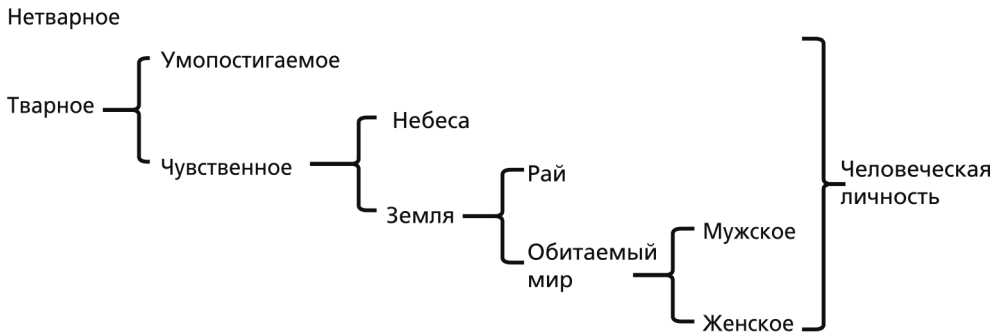 Нетварное
Умопостигаемое
Тварное
Небеса
Чувственное
Рай
Человеческая
личность
Земля
Мужское
Обитаемый
мир
Женское